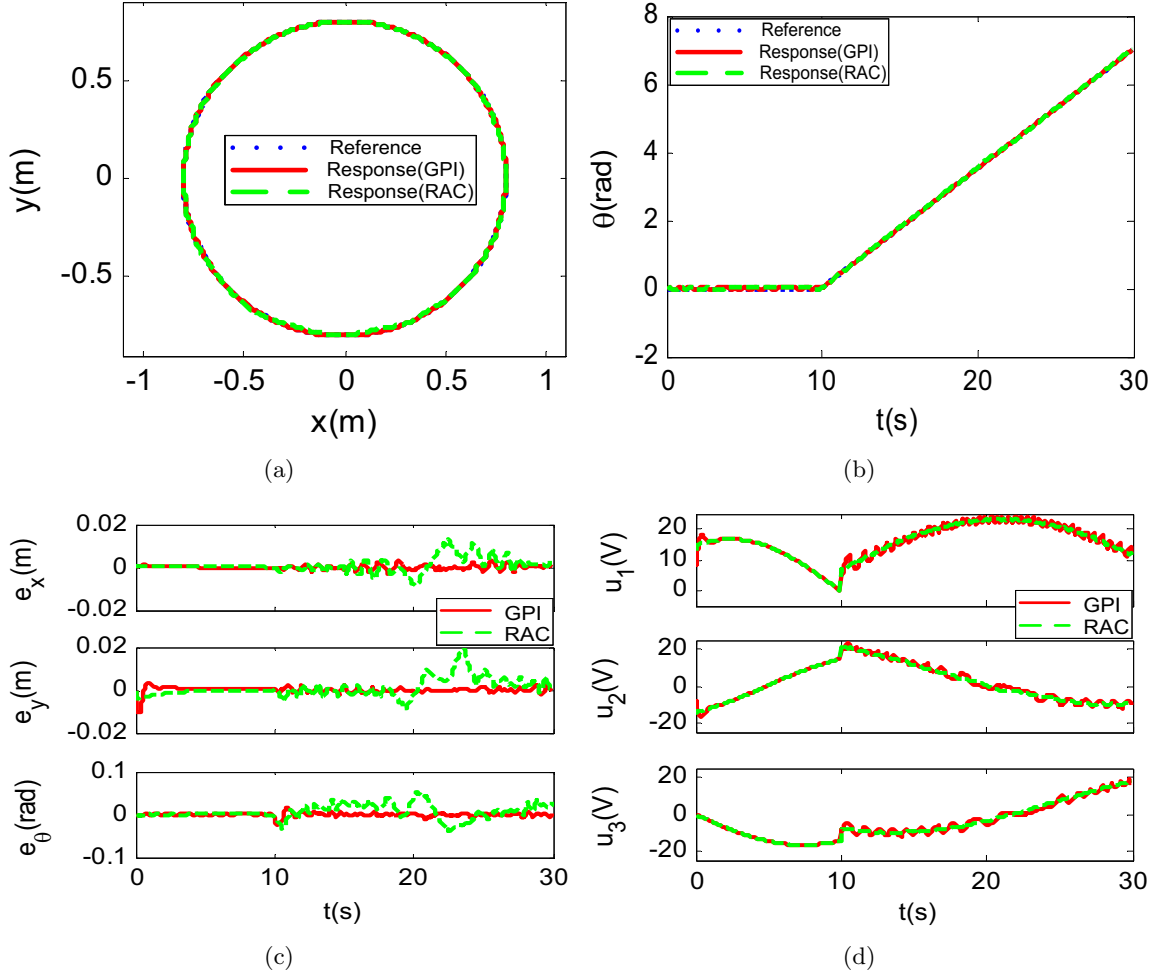 0.5
0
-0.5
y(m)
Reference
Response(GPI)
Response(RAC)
-1 -0.5 0 0.5 1
x(m)
(a)
8
6
4
2
0
-2
θ(rad)
Reference
Response(GPI)
Response(RAC)
0 10 20 30
t(s)
(b)
0.02
0
-0.02
e_x(m)
GPI
RAC
0.02
0
-0.02
e_y(m)
0.1
0
-0.1
e_θ(rad)
0 10 20 30
t(s)
(c)
20
10
0
u_1(V)
GPI
RAC
20
0
-20
u_2(V)
20
0
-20
u_3(V)
0 10 20 30
t(s)
(d)